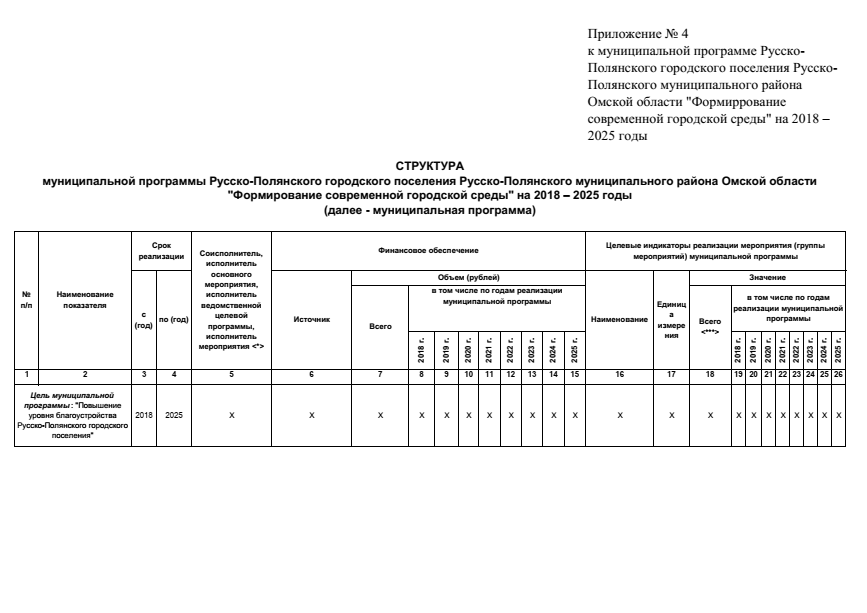 Приложение № 4
к муниципальной программе Русско-
Полянского городского поселения Русско-
Полянского муниципального района
Омской области "Формиррование
современной городской среды" на 2018 –
2025 годы
СТРУКТУРА
муниципальной программы Русско-Полянского городского поселения Русско-Полянского муниципального района Омской области
"Формирование современной городской среды" на 2018 – 2025 годы
(далее - муниципальная программа)
№
п/п
Наименование
показателя
Срок
реализации
с
(год)
по (год)
Соисполнитель,
исполнитель
основного
мероприятия,
исполнитель
ведомственной
целевой
программы,
исполнитель
мероприятия <*>
Финансовое обеспечение
Источник
Объем (рублей)
Всего
в том числе по годам реализации
муниципальной программы
2018 г.
2019 г.
2020 г.
2021 г.
2022 г.
2023 г.
2024 г.
2025 г.
Целевые индикаторы реализации мероприятия (группы
мероприятий) муниципальной программы
Наименование
Единиц
а
измере
ния
Значение
Всего
<***>
в том числе по годам
реализации муниципальной
программы
2018 г.
2019 г.
2020 г.
2021 г.
2022 г.
2023 г.
2024 г.
2025 г.
1 2 3 4 5 6 7 8 9 10 11 12 13 14 15 16 17 18 19 20 21 22 23 24 25 26
Цель муниципальной
программы: "Повышение
уровня благоустройства
Русско-Полянского городского
поселения"
2018 2025 X X X X X X X X X X X X X X X X X X X X X X